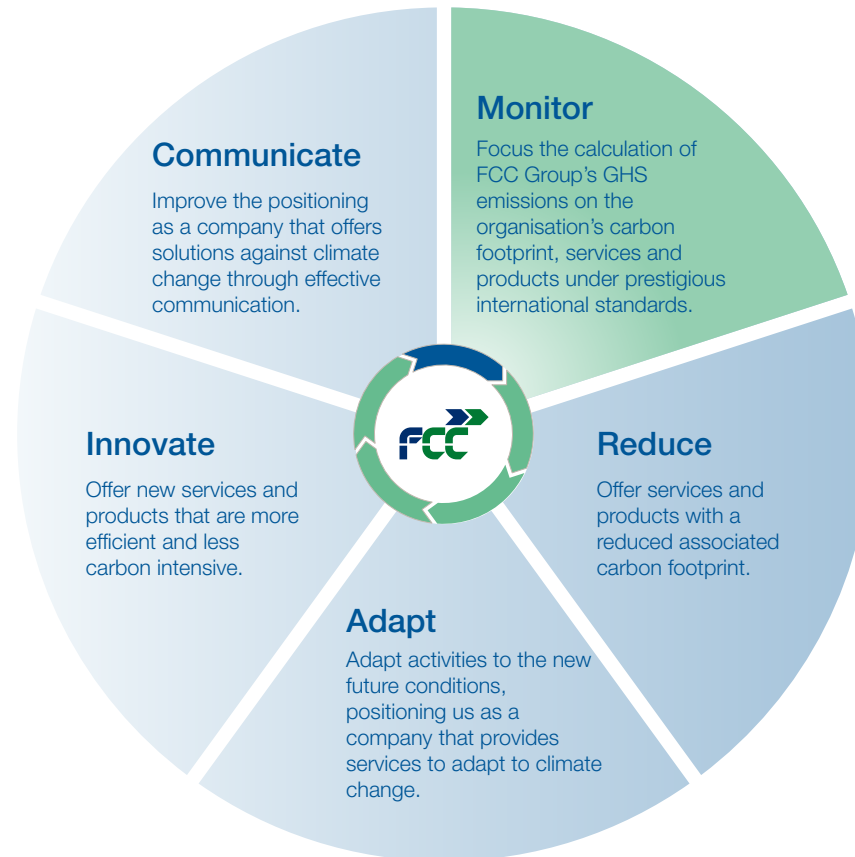 Monitor
Focus the calculation of
FCC Group's GHS
emissions on the
organisation's carbon
footprint, services and
products under prestigious
international standards.
Reduce
Offer services and
products with a
reduced associated
carbon footprint.
Adapt
Adapt activities to the new
future conditions,
positioning us as a
company that provides
services to adapt to climate
change.
Innovate
Offer new services and
products that are more
efficient and less
carbon intensive.
Communicate
Improve the positioning
as a company that offers
solutions against climate
change through effective
communication.
FCC